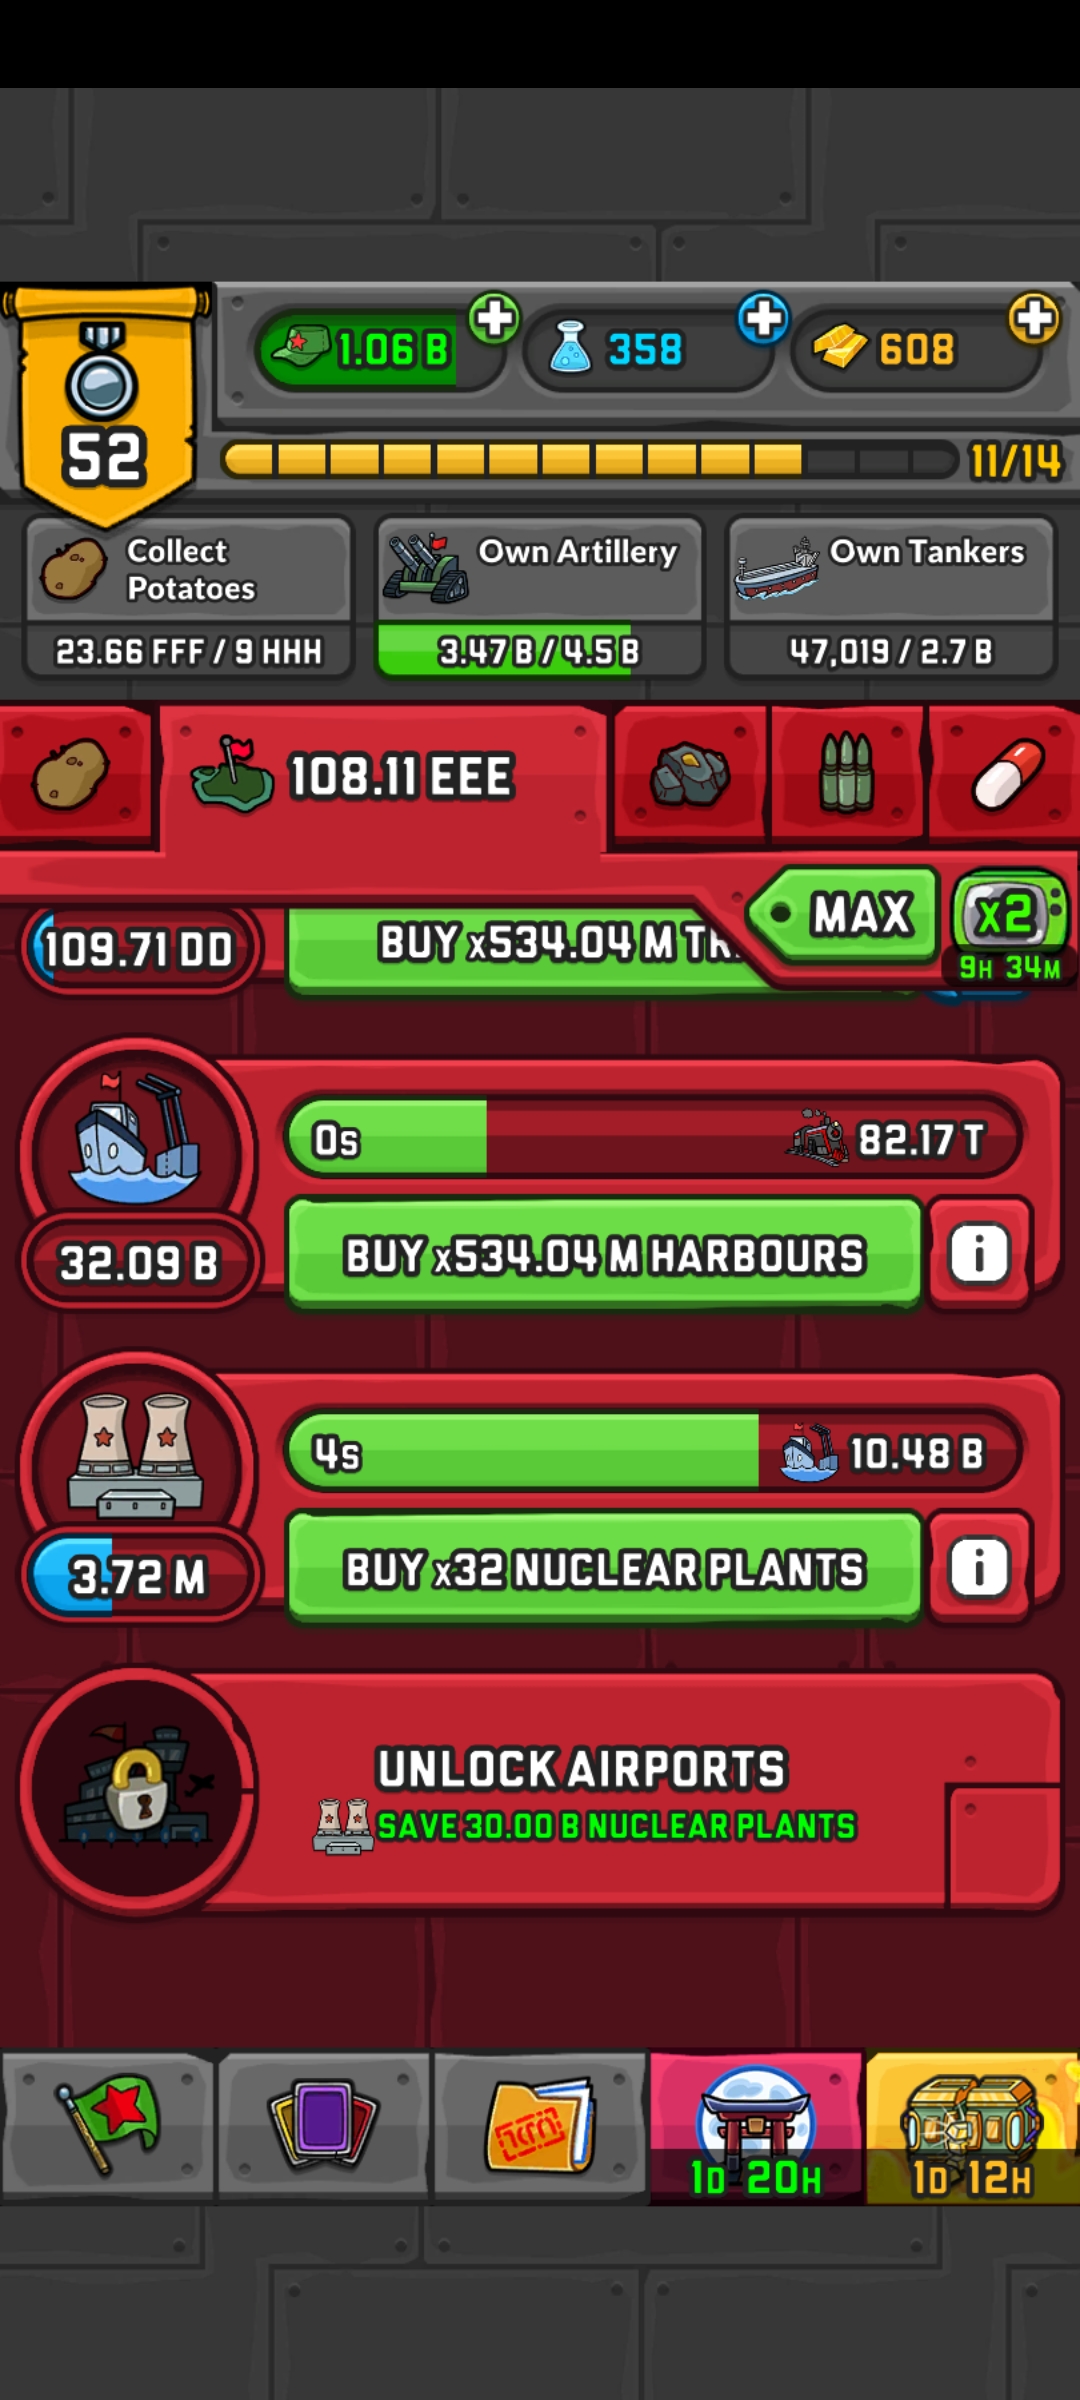 1.06 B
358
608
52
11/14
Collect
Potatoes
23.66 FFF / 9 HHH
Own Artillery
3.47 B / 4.5 B
Own Tankers
47,019 / 2.7 B
108.11 EEE
MAX
x2
9H 34M
109.71 DD
BUY x534.04 M TR...
0s
82.17 T
32.09 B
BUY x534.04 M HARBOURS
i
4s
10.48 B
3.72 M
BUY x32 NUCLEAR PLANTS
i
UNLOCK AIRPORTS
SAVE 30.00 B NUCLEAR PLANTS
1D 20H
1D 12H